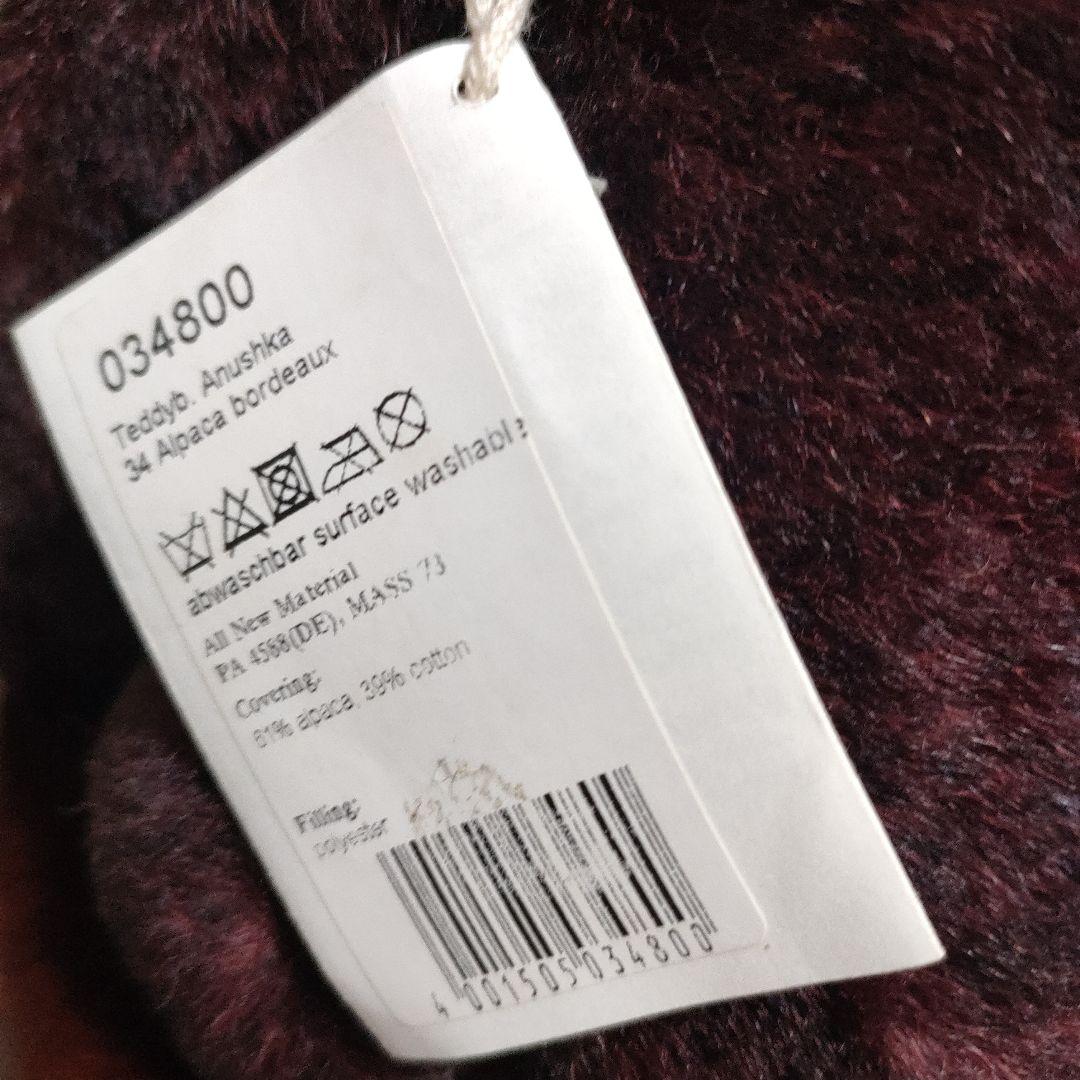 034800
Teddyb. Anushka
34 Alpaca bordeaux
abwaschbar surface washable
All New Material
PA 4568(DE), MASS 73
Covering:
61% alpaca, 39% cotton
Filling:
polyester
4 001505 034800